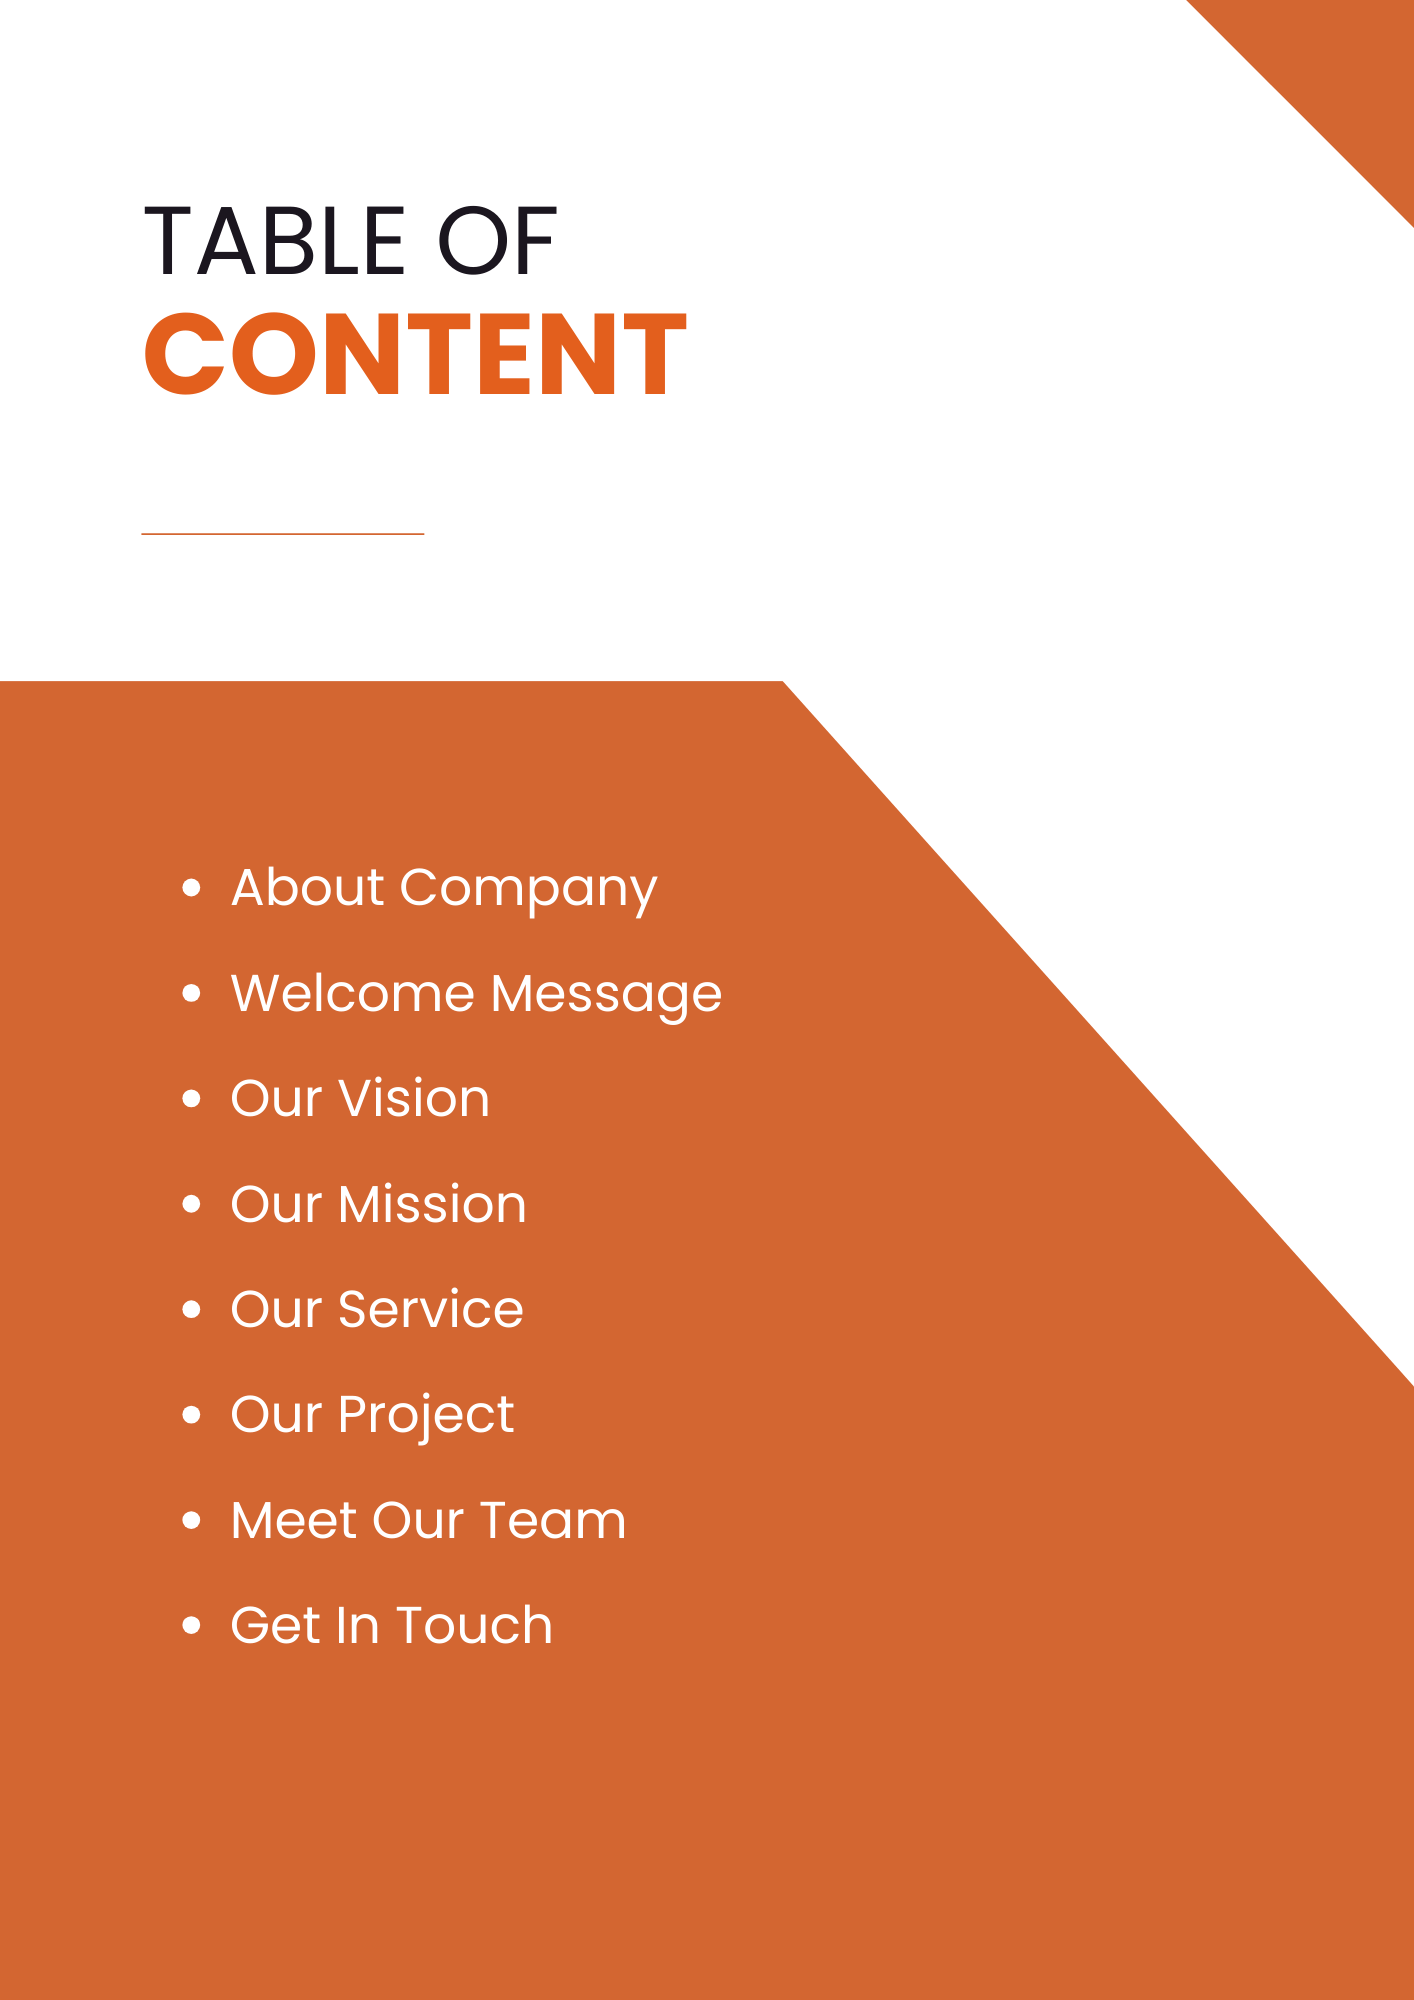 TABLE OF
CONTENT
• About Company
• Welcome Message
• Our Vision
• Our Mission
• Our Service
• Our Project
• Meet Our Team
• Get In Touch